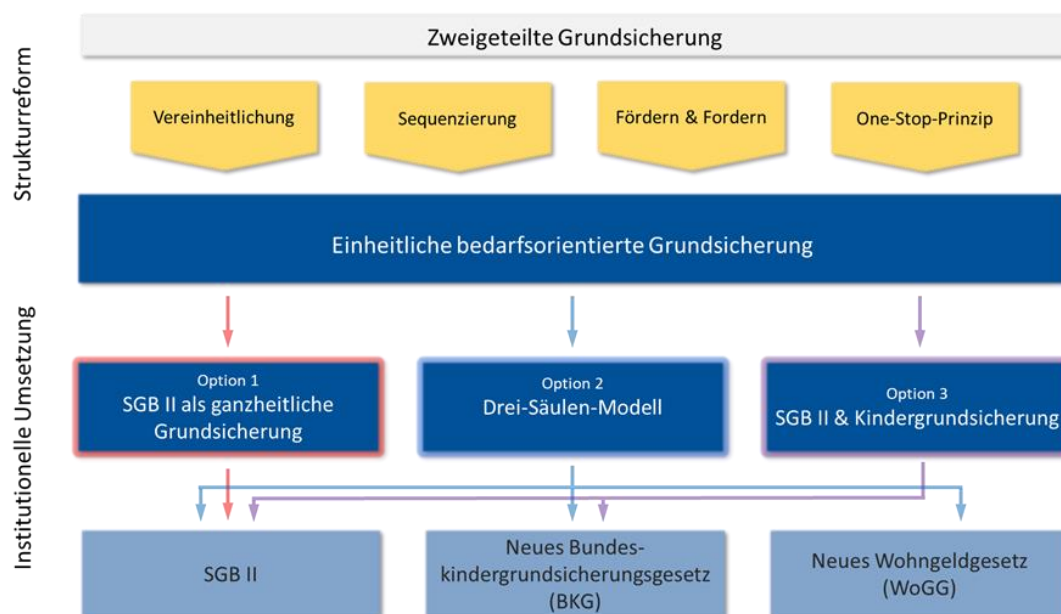 Strukturreform
Zweigeteilte Grundsicherung
Vereinheitlichung
Sequenzierung
Fördern & Fordern
One-Stop-Prinzip
Einheitliche bedarfsorientierte Grundsicherung
Institutionelle Umsetzung
Option 1
SGB II als ganzheitliche
Grundsicherung
Option 2
Drei-Säulen-Modell
Option 3
SGB II & Kindergrundsicherung
SGB II
Neues Bundes-
kindergrundsicherungsgesetz
(BKG)
Neues Wohngeldgesetz
(WoGG)